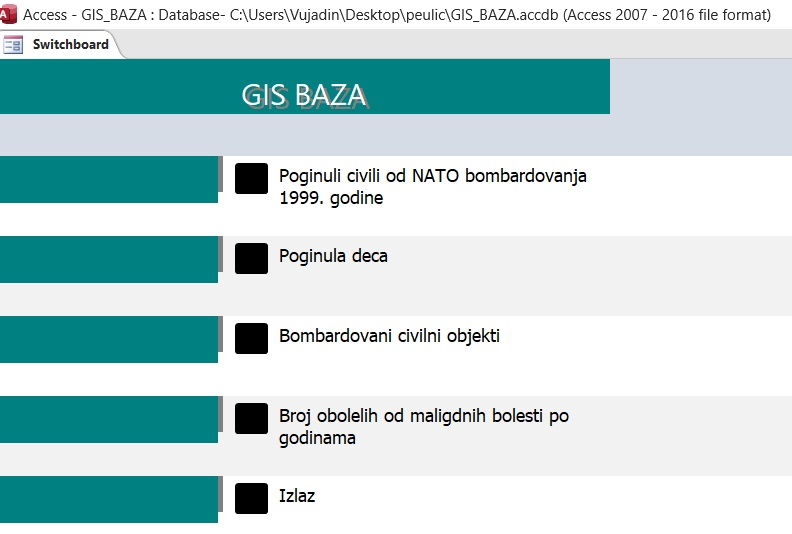 Access - GIS_BAZA : Database- C:\Users\Vujadin\Desktop\peulic\GIS_BAZA.accdb (Access 2007 - 2016 file format)
Switchboard
GIS BAZA
Poginuli civili od NATO bombardovanja
1999. godine
Poginula deca
Bombardovani civilni objekti
Broj obolelih od maligdnih bolesti po
godinama
Izlaz